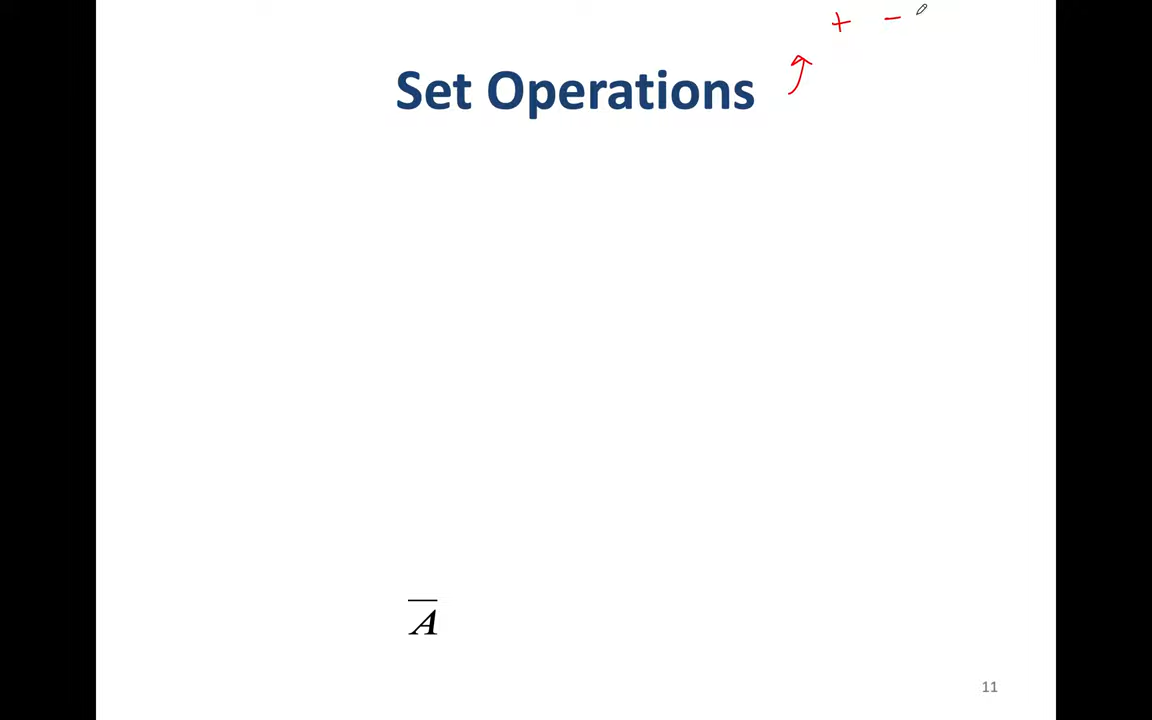 + -
Set Operations
A̅
11